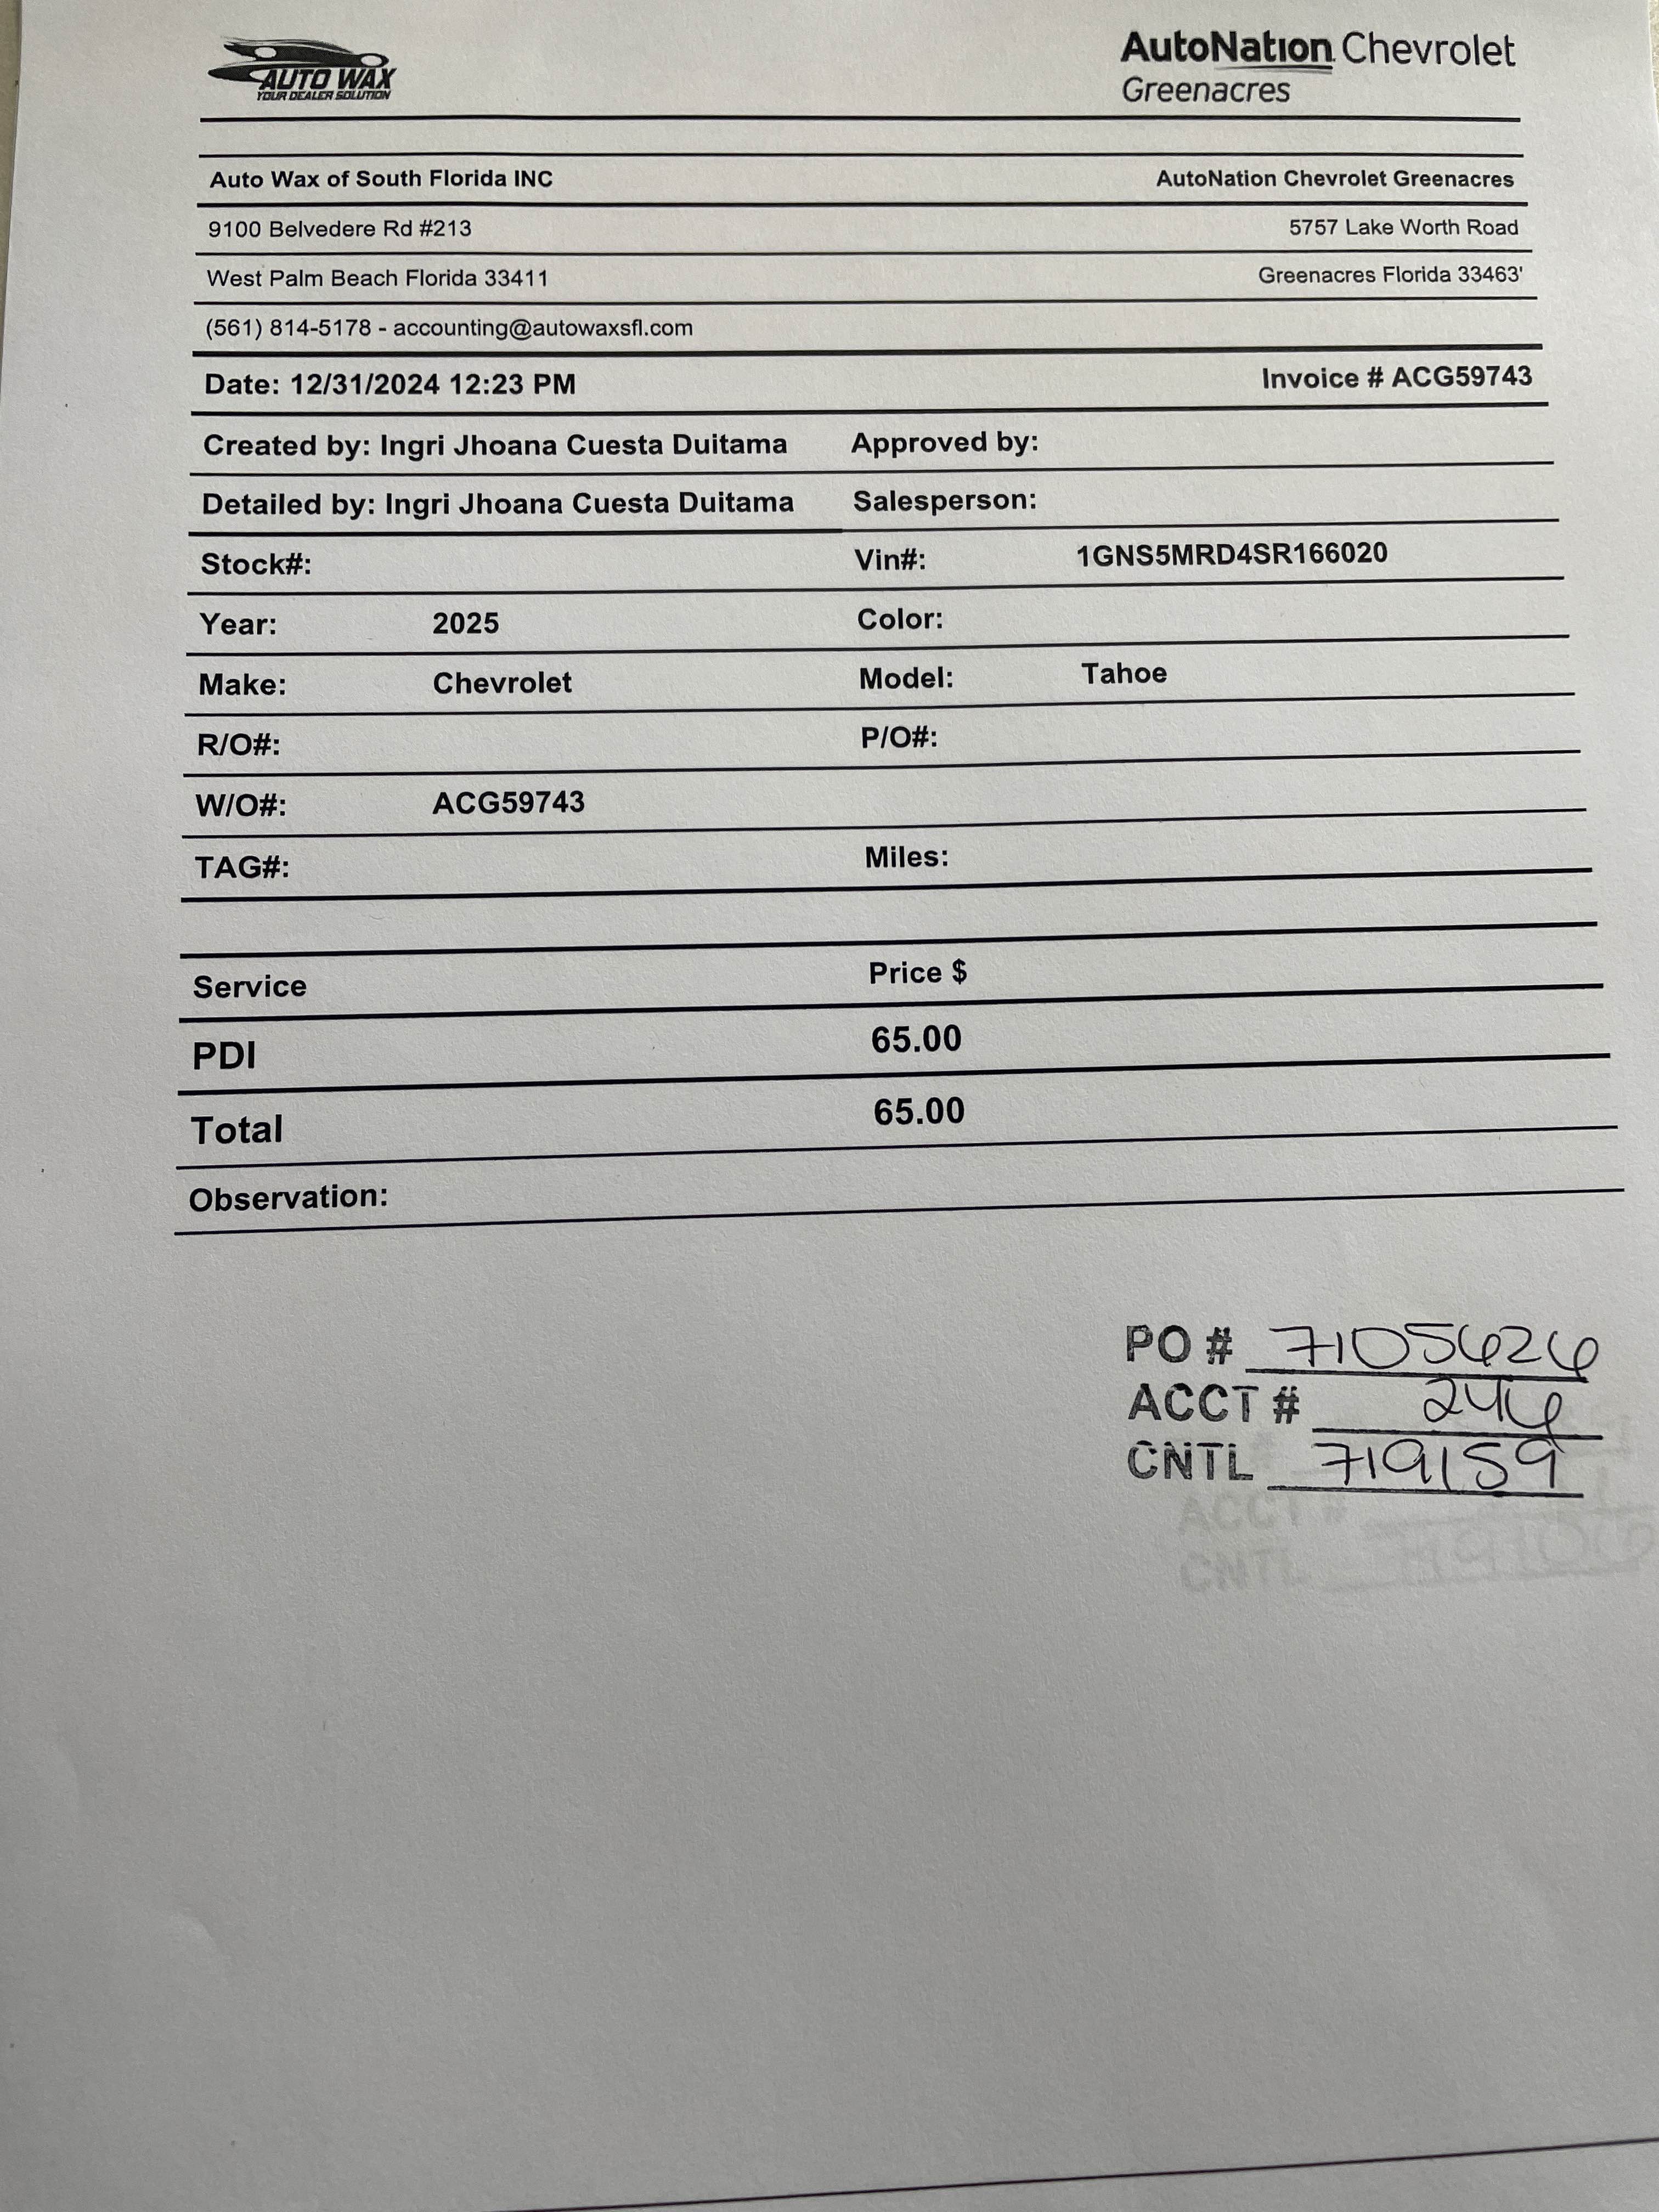 AUTO WAX
YOUR DEALER SOLUTION
AutoNation Chevrolet
Greenacres
Auto Wax of South Florida INC AutoNation Chevrolet Greenacres
9100 Belvedere Rd #213 5757 Lake Worth Road
West Palm Beach Florida 33411 Greenacres Florida 33463'
(561) 814-5178 - accounting@autowaxsfl.com
Date: 12/31/2024 12:23 PM Invoice # ACG59743
Created by: Ingri Jhoana Cuesta Duitama Approved by:
Detailed by: Ingri Jhoana Cuesta Duitama Salesperson:
Stock#: Vin#: 1GNS5MRD4SR166020
Year: 2025 Color:
Make: Chevrolet Model: Tahoe
R/O#: P/O#:
W/O#: ACG59743
TAG#: Miles:
Service Price $
PDI 65.00
Total 65.00
Observation:
PO # 7105626
ACCT # 246
CNTL 719159
ACCT #
CNTL